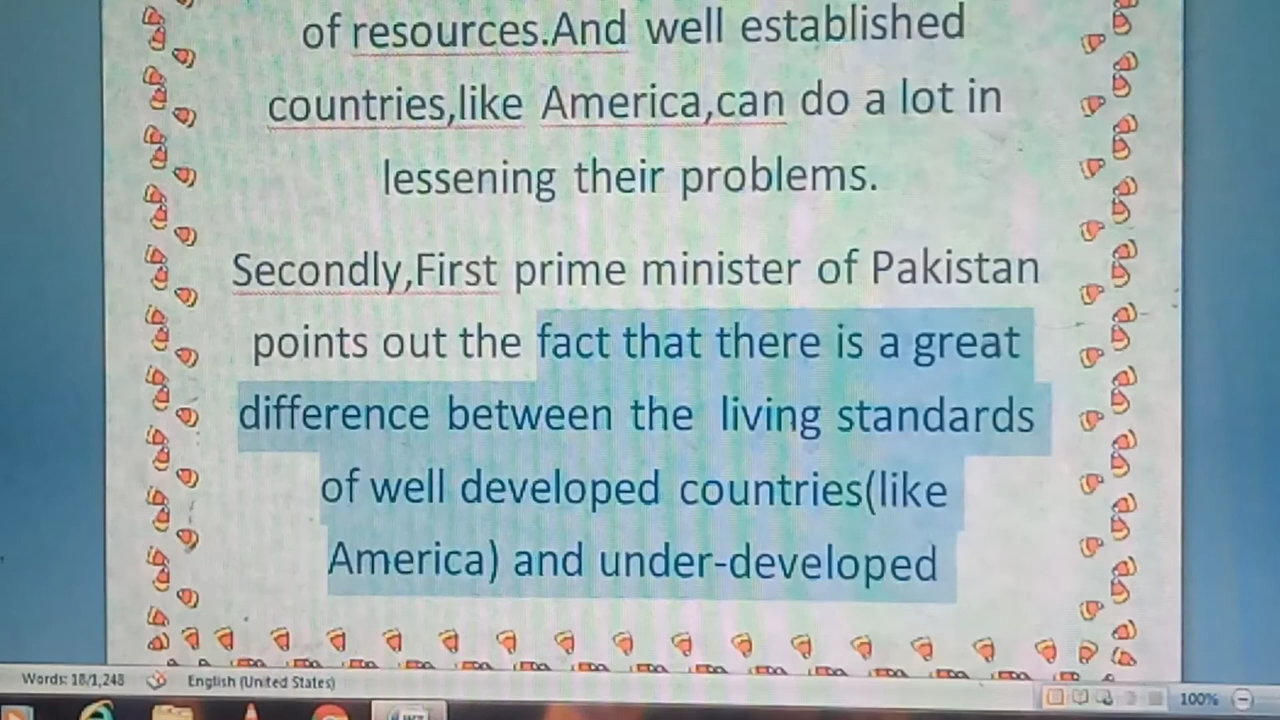 of resources.And well established
countries,like America,can do a lot in
lessening their problems.
Secondly,First prime minister of Pakistan
points out the fact that there is a great
difference between the living standards
of well developed countries(like
America) and under-developed
Words: 18/1,248 English (United States) 100%